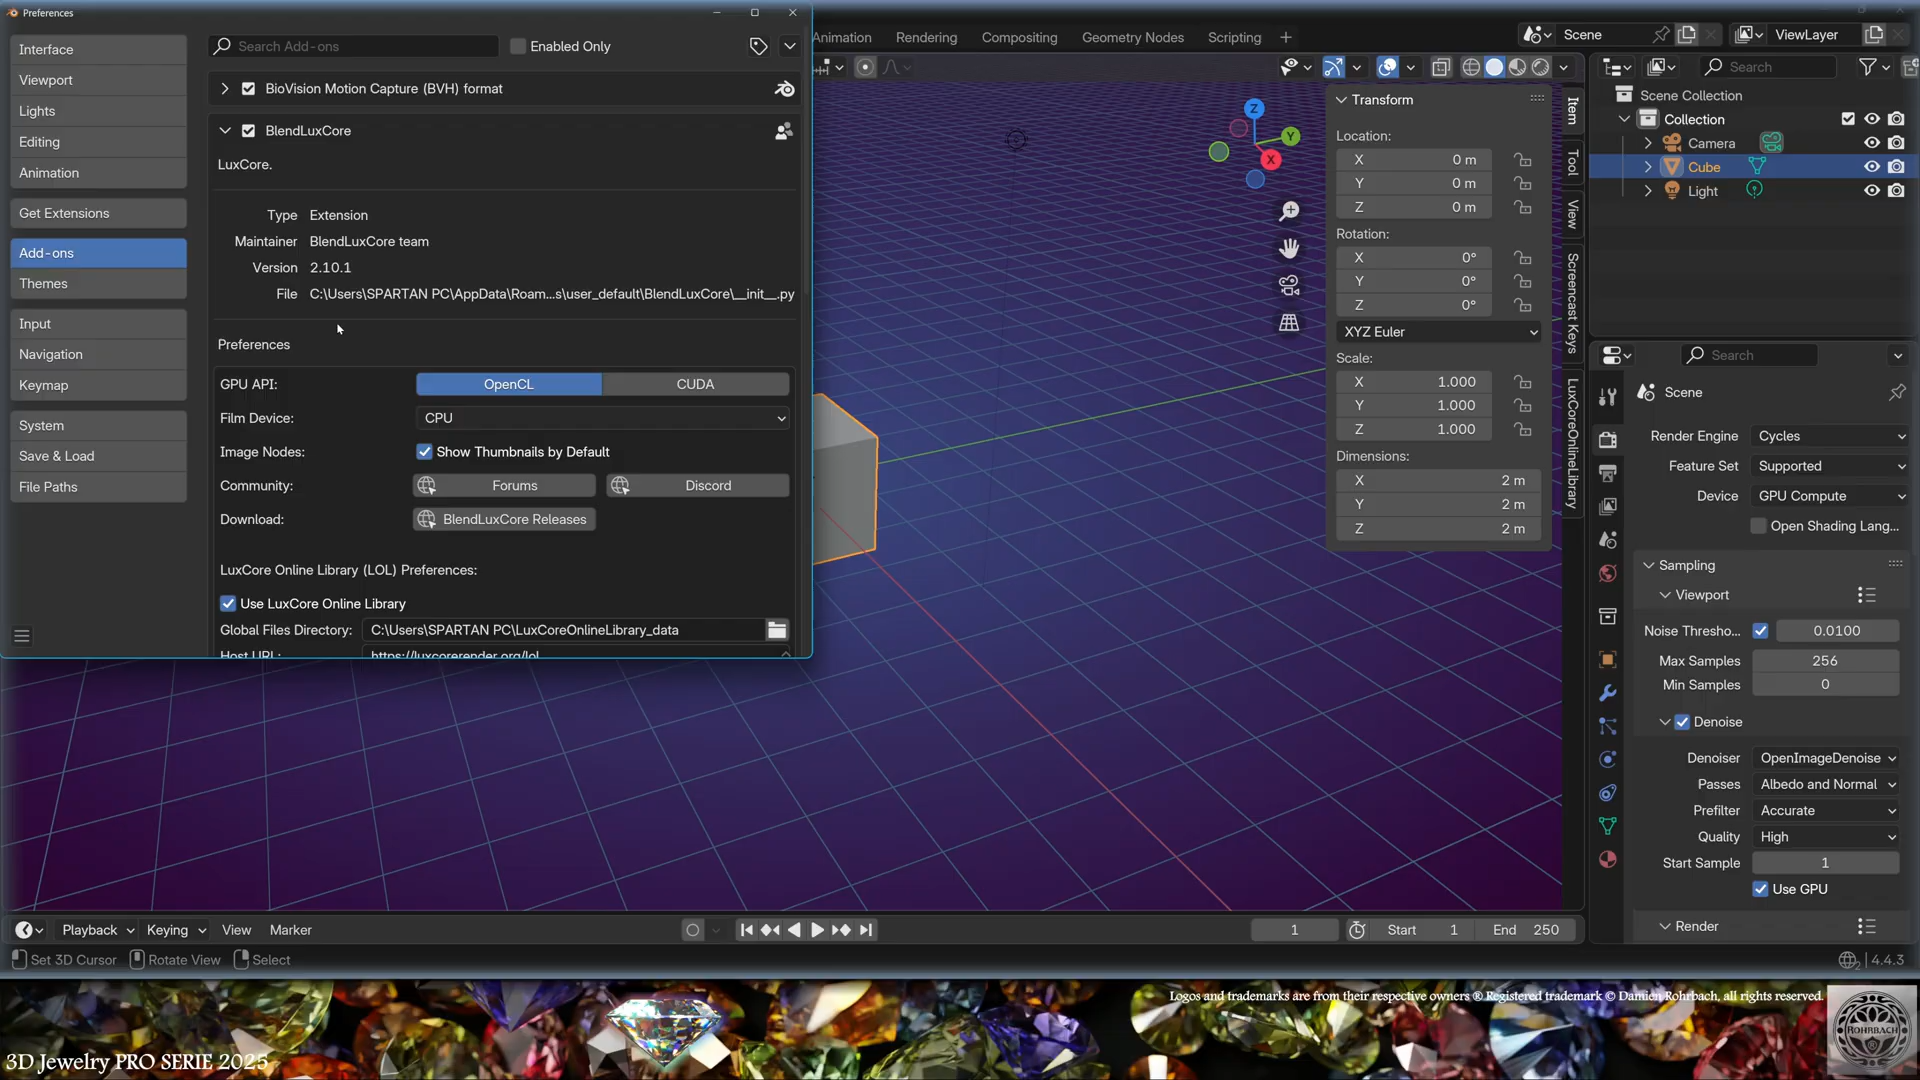 Preferences
Interface
Viewport
Lights
Editing
Animation
Get Extensions
Add-ons
Themes
Input
Navigation
Keymap
System
Save & Load
File Paths
Search Add-ons
Enabled Only
BioVision Motion Capture (BVH) format
BlendLuxCore
LuxCore.
Type Extension
Maintainer BlendLuxCore team
Version 2.10.1
File C:\Users\SPARTAN PC\AppData\Roam...s\user_default\BlendLuxCore\__init__.py
Preferences
GPU API: OpenCL CUDA
Film Device: CPU
Image Nodes: Show Thumbnails by Default
Community: Forums Discord
Download: BlendLuxCore Releases
LuxCore Online Library (LOL) Preferences:
Use LuxCore Online Library
Global Files Directory: C:\Users\SPARTAN PC\LuxCoreOnlineLibrary_data
Host URL: https://luxcorerender.org/lol
Animation Rendering Compositing Geometry Nodes Scripting +
Scene
ViewLayer
Z
Y
X
Transform
Location:
X 0 m
Y 0 m
Z 0 m
Rotation:
X 0°
Y 0°
Z 0°
XYZ Euler
Scale:
X 1.000
Y 1.000
Z 1.000
Dimensions:
X 2 m
Y 2 m
Z 2 m
Item
Tool
View
Screencast Keys
LuxCoreOnlineLibrary
Search
Scene Collection
Collection
Camera
Cube
Light
Search
Scene
Render Engine Cycles
Feature Set Supported
Device GPU Compute
Open Shading Lang...
Sampling
Viewport
Noise Thresho... 0.0100
Max Samples 256
Min Samples 0
Denoise
Denoiser OpenImageDenoise
Passes Albedo and Normal
Prefilter Accurate
Quality High
Start Sample 1
Use GPU
Render
Playback Keying View Marker
1 Start 1 End 250
Set 3D Cursor Rotate View Select
2 4.4.3
Logos and trademarks are from their respective owners ® Registered trademark © Damien Rohrbach, all rights reserved.
ROHRBACH
®
3D Jewelry PRO SERIE 2025